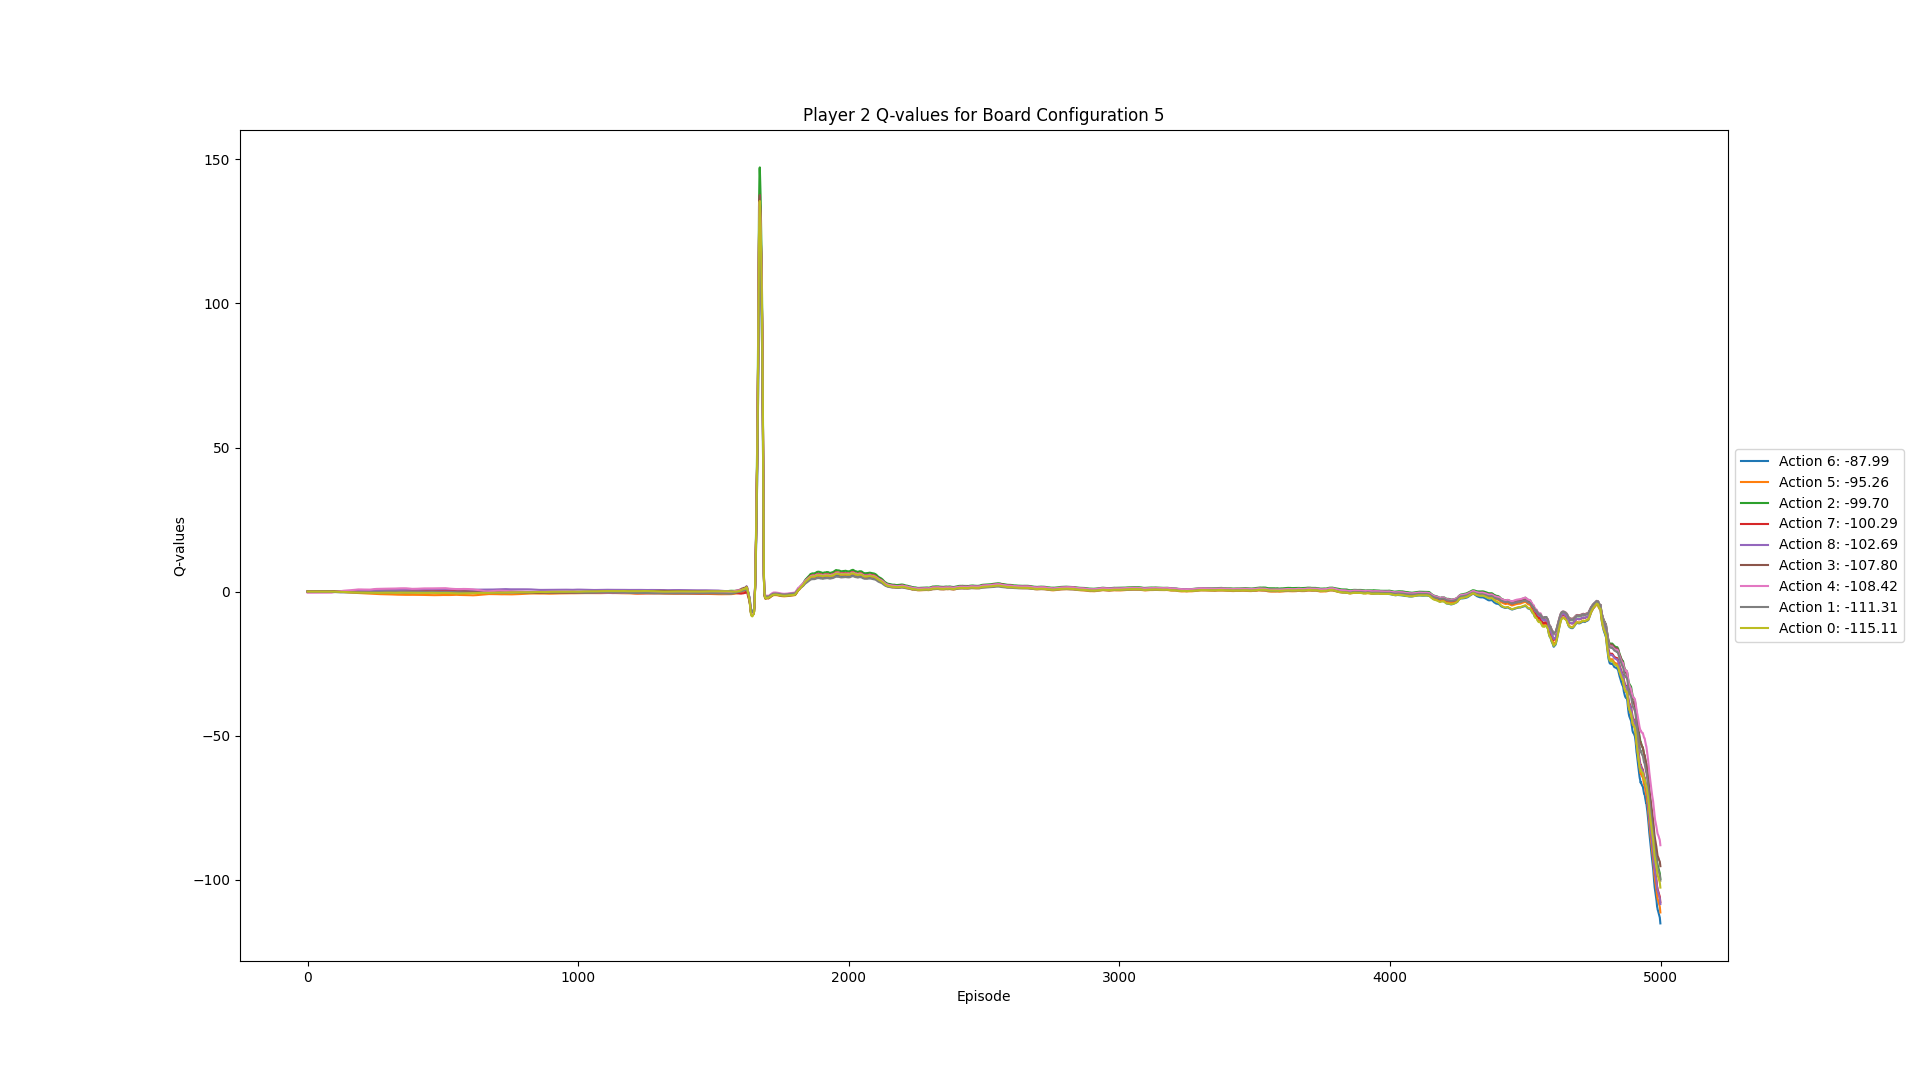 Player 2 Q-values for Board Configuration 5
150
100
50
0
−50
−100
Q-values
0
1000
2000
3000
4000
5000
Episode
Action 6: -87.99
Action 5: -95.26
Action 2: -99.70
Action 7: -100.29
Action 8: -102.69
Action 3: -107.80
Action 4: -108.42
Action 1: -111.31
Action 0: -115.11